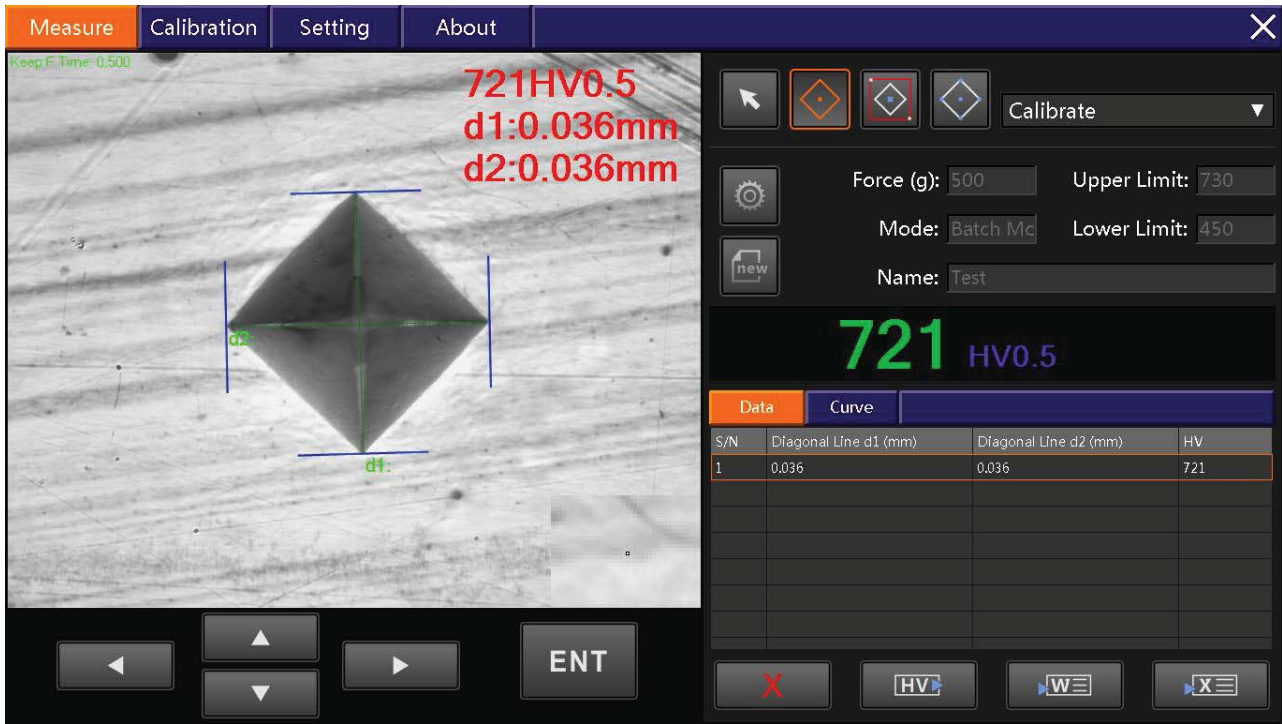 Measure Calibration Setting About
Keep F Time: 0.500
721HV0.5
d1:0.036mm
d2:0.036mm
d2:
d1:
ENT
Calibrate
Force (g): 500 Upper Limit: 730
Mode: Batch Mc Lower Limit: 450
new
Name: Test
721 HV0.5
Data Curve
S/N Diagonal Line d1 (mm) Diagonal Line d2 (mm) HV
1 0.036 0.036 721
X HV W X